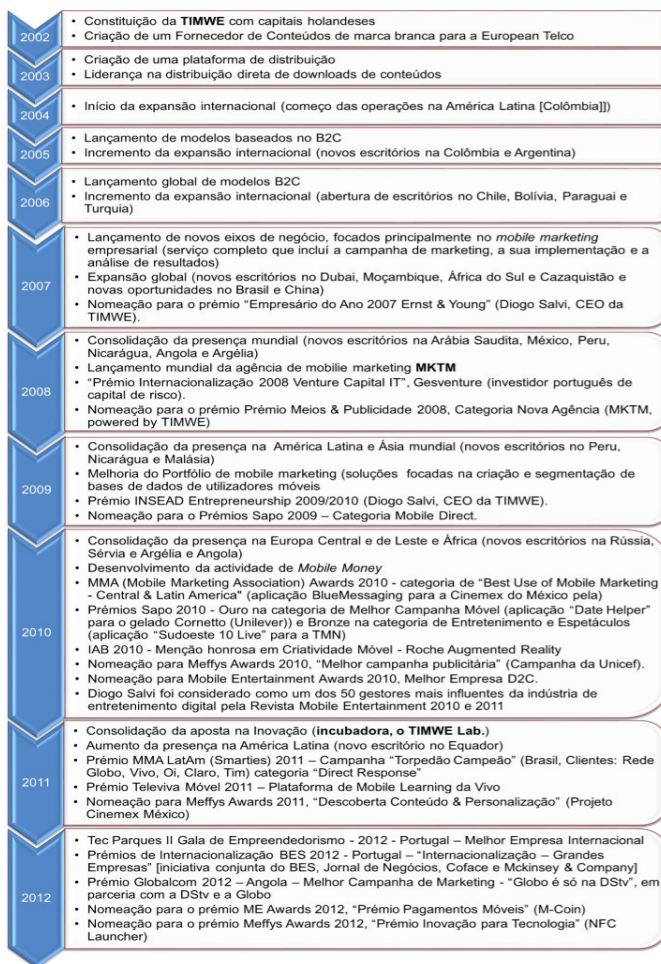 2002
• Constituição da TIMWE com capitais holandeses
• Criação de um Fornecedor de Conteúdos de marca branca para a European Telco
2003
• Criação de uma plataforma de distribuição
• Liderança na distribuição direta de downloads de conteúdos
2004
• Início da expansão internacional (começo das operações na América Latina [Colômbia]])
2005
• Lançamento de modelos baseados no B2C
• Incremento da expansão internacional (novos escritórios na Colômbia e Argentina)
2006
• Lançamento global de modelos B2C
• Incremento da expansão internacional (abertura de escritórios no Chile, Bolívia, Paraguai e
Turquia)
2007
• Lançamento de novos eixos de negócio, focados principalmente no mobile marketing
empresarial (serviço completo que incluí a campanha de marketing, a sua implementação e a
análise de resultados)
• Expansão global (novos escritórios no Dubai, Moçambique, África do Sul e Cazaquistão e
novas oportunidades no Brasil e China)
• Nomeação para o prémio “Empresário do Ano 2007 Ernst & Young” (Diogo Salvi, CEO da
TIMWE).
2008
• Consolidação da presença mundial (novos escritórios na Arábia Saudita, México, Peru,
Nicarágua, Angola e Argélia)
• Lançamento mundial da agência de mobilie marketing MKTM
• “Prémio Internacionalização 2008 Venture Capital IT”, Gesventure (investidor português de
capital de risco).
• Nomeação para o prémio Prémio Meios & Publicidade 2008, Categoria Nova Agência (MKTM,
powered by TIMWE)
2009
• Consolidação da presença na América Latina e Ásia mundial (novos escritórios no Peru,
Nicarágua e Malásia)
• Melhoria do Portfólio de mobile marketing (soluções focadas na criação e segmentação de
bases de dados de utilizadores móveis
• Prémio INSEAD Entrepreneurship 2009/2010 (Diogo Salvi, CEO da TIMWE).
• Nomeação para o Prémios Sapo 2009 – Categoria Mobile Direct.
2010
• Consolidação da presença na Europa Central e de Leste e África (novos escritórios na Rússia,
Sérvia e Argélia e Angola)
• Desenvolvimento da actividade de Mobile Money
• MMA (Mobile Marketing Association) Awards 2010 - categoria de “Best Use of Mobile Marketing
- Central & Latin America" (aplicação BlueMessaging para a Cinemex do México pela)
• Prémios Sapo 2010 - Ouro na categoria de Melhor Campanha Móvel (aplicação “Date Helper”
para o gelado Cornetto (Unilever)) e Bronze na categoria de Entretenimento e Espetáculos
(aplicação “Sudoeste 10 Live” para a TMN)
• IAB 2010 - Menção honrosa em Criatividade Móvel - Roche Augmented Reality
• Nomeação para Meffys Awards 2010, “Melhor campanha publicitária” (Campanha da Unicef).
• Nomeação para Mobile Entertainment Awards 2010, Melhor Empresa D2C.
• Diogo Salvi foi considerado como um dos 50 gestores mais influentes da indústria de
entretenimento digital pela Revista Mobile Entertainment 2010 e 2011
2011
• Consolidação da aposta na Inovação (incubadora, o TIMWE Lab.)
• Aumento da presença na América Latina (novo escritório no Equador)
• Prémio MMA LatAm (Smarties) 2011 – Campanha “Torpedão Campeão” (Brasil, Clientes: Rede
Globo, Vivo, Oi, Claro, Tim) categoria “Direct Response”
• Prémio Televiva Móvel 2011 – Plataforma de Mobile Learning da Vivo
• Nomeação para Meffys Awards 2011, “Descoberta Conteúdo & Personalização” (Projeto
Cinemex México)
2012
• Tec Parques II Gala de Empreendedorismo - 2012 - Portugal – Melhor Empresa Internacional
• Prémios de Internacionalização BES 2012 - Portugal – “Internacionalização – Grandes
Empresas” [iniciativa conjunta do BES, Jornal de Negócios, Coface e Mckinsey & Company]
• Prémio Globalcom 2012 – Angola – Melhor Campanha de Marketing - “Globo é só na DStv”, em
parceria com a DStv e a Globo
• Nomeação para o prémio ME Awards 2012, “Prémio Pagamentos Móveis” (M-Coin)
• Nomeação para o prémio Meffys Awards 2012, “Prémio Inovação para Tecnologia” (NFC
Launcher)